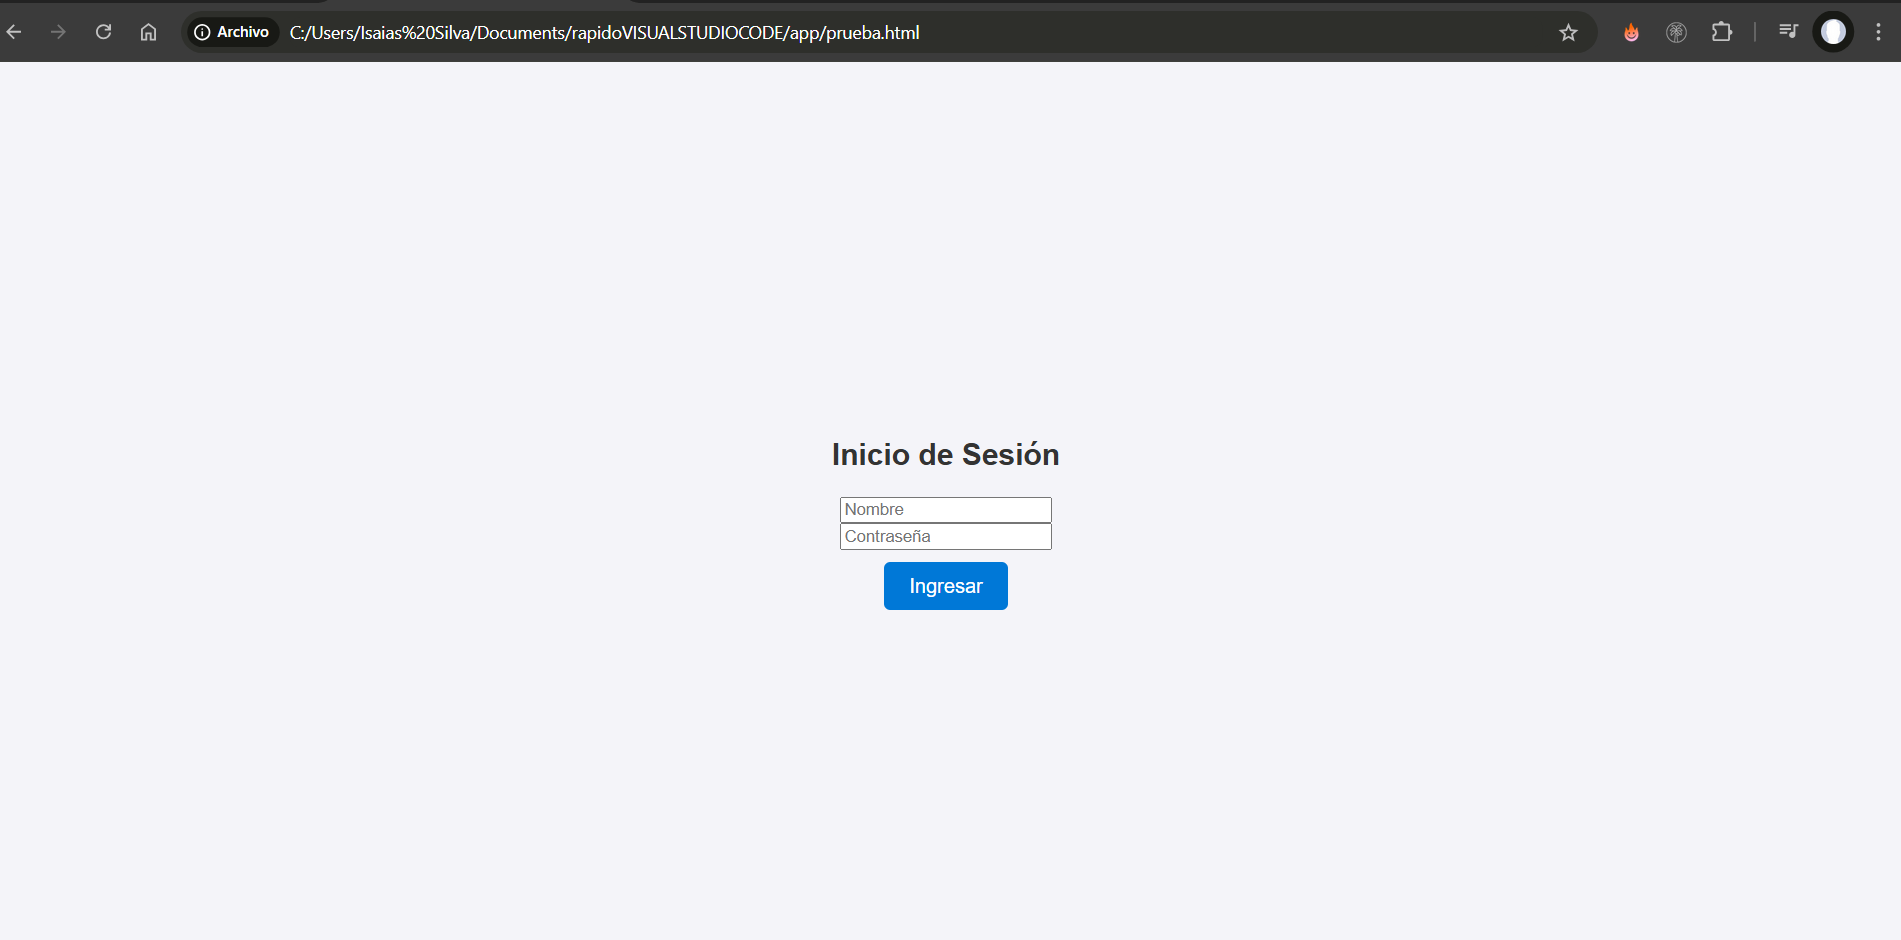 Archivo C:/Users/Isaias%20Silva/Documents/rapidoVISUALSTUDIOCODE/app/prueba.html
Inicio de Sesión
Nombre
Contraseña
Ingresar